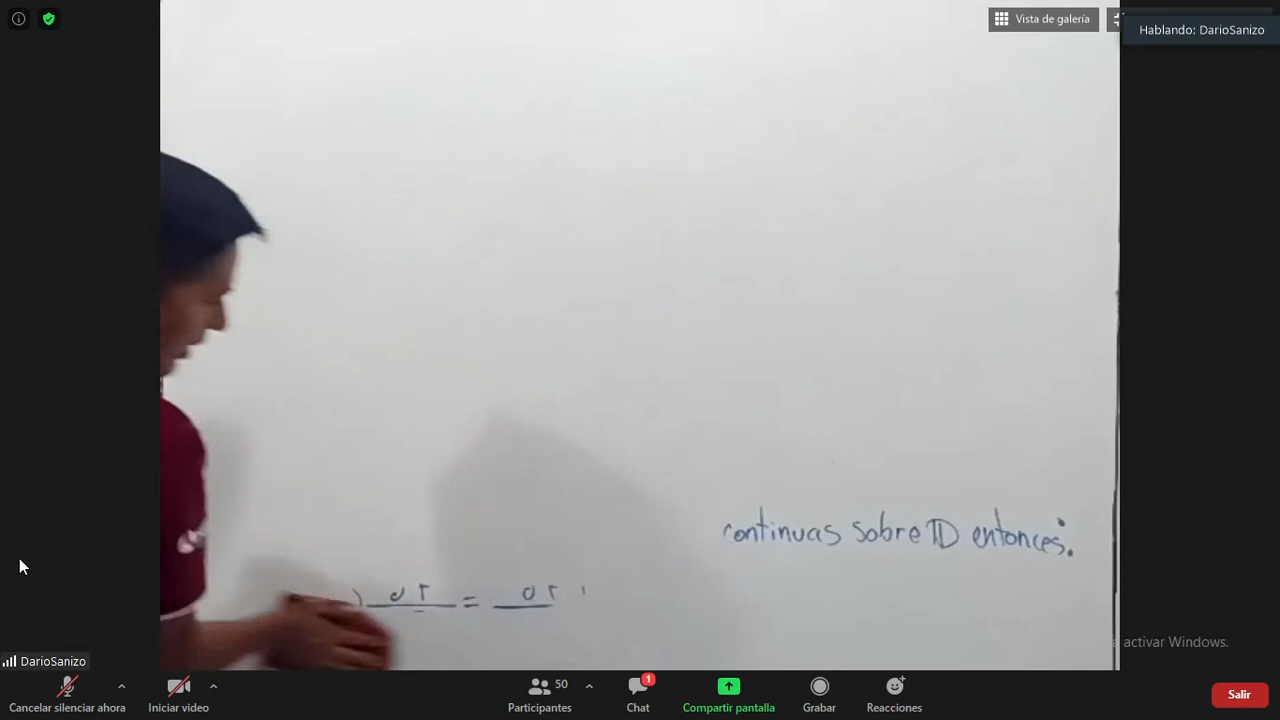 Vista de galería
Hablando: DarioSanizo
continuas sobre D entonces:
activar Windows.
DarioSanizo
50
1
Cancelar silenciar ahora
Iniciar video
Participantes
Chat
Compartir pantalla
Grabar
Reacciones
Salir